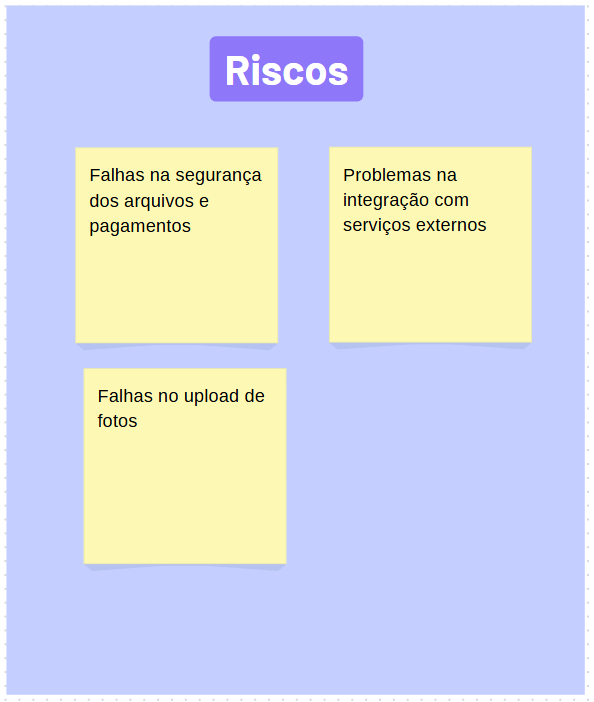 Riscos
Falhas na segurança
dos arquivos e
pagamentos
Problemas na
integração com
serviços externos
Falhas no upload de
fotos